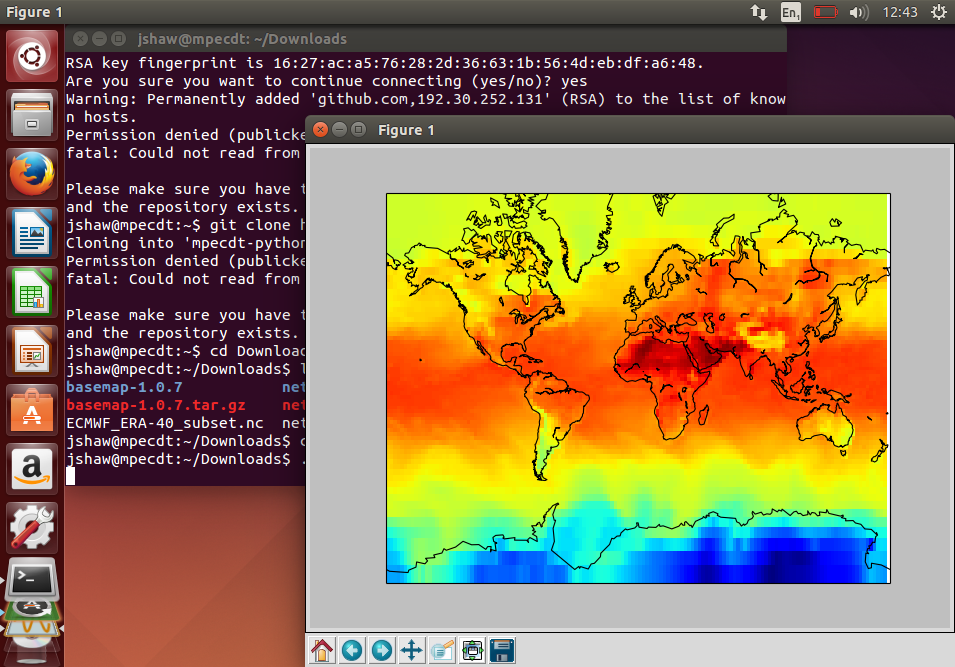 Figure 1
En1
12:43
jshaw@mpecdt: ~/Downloads
RSA key fingerprint is 16:27:ac:a5:76:28:2d:36:63:1b:56:4d:eb:df:a6:48.
Are you sure you want to continue connecting (yes/no)? yes
Warning: Permanently added 'github.com,192.30.252.131' (RSA) to the list of know
n hosts.
Permission denied (publicke
fatal: Could not read from
Please make sure you have
and the repository exists.
jshaw@mpecdt:~$ git clone h
Cloning into 'mpecdt-python
Permission denied (publicke
fatal: Could not read from
Please make sure you have
and the repository exists.
jshaw@mpecdt:~$ cd Downloa
jshaw@mpecdt:~/Downloads$ l
basemap-1.0.7 net
basemap-1.0.7.tar.gz net
ECMWF_ERA-40_subset.nc net
jshaw@mpecdt:~/Downloads$
jshaw@mpecdt:~/Downloads$ .
Figure 1